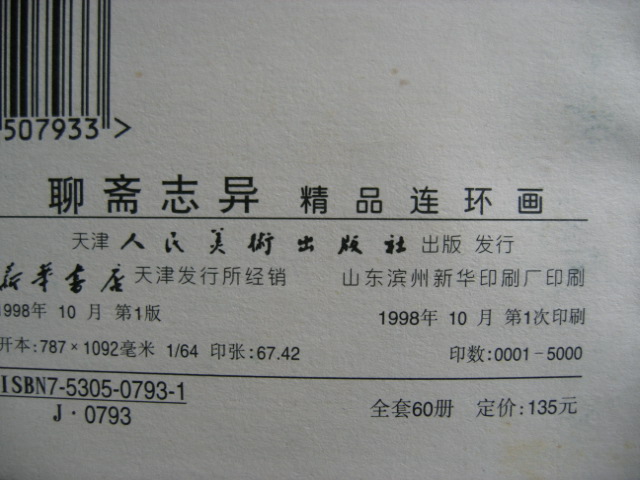 507933>
聊斋志异 精品连环画
天津人民美術出版社 出版 发行
新华书店天津发行所经销 山东滨州新华印刷厂印刷
1998年 10 月 第1版 1998年 10 月 第1次印刷
开本:787×1092毫米 1/64 印张:67.42 印数:0001-5000
ISBN7-5305-0793-1
J·0793 全套60册 定价:135元